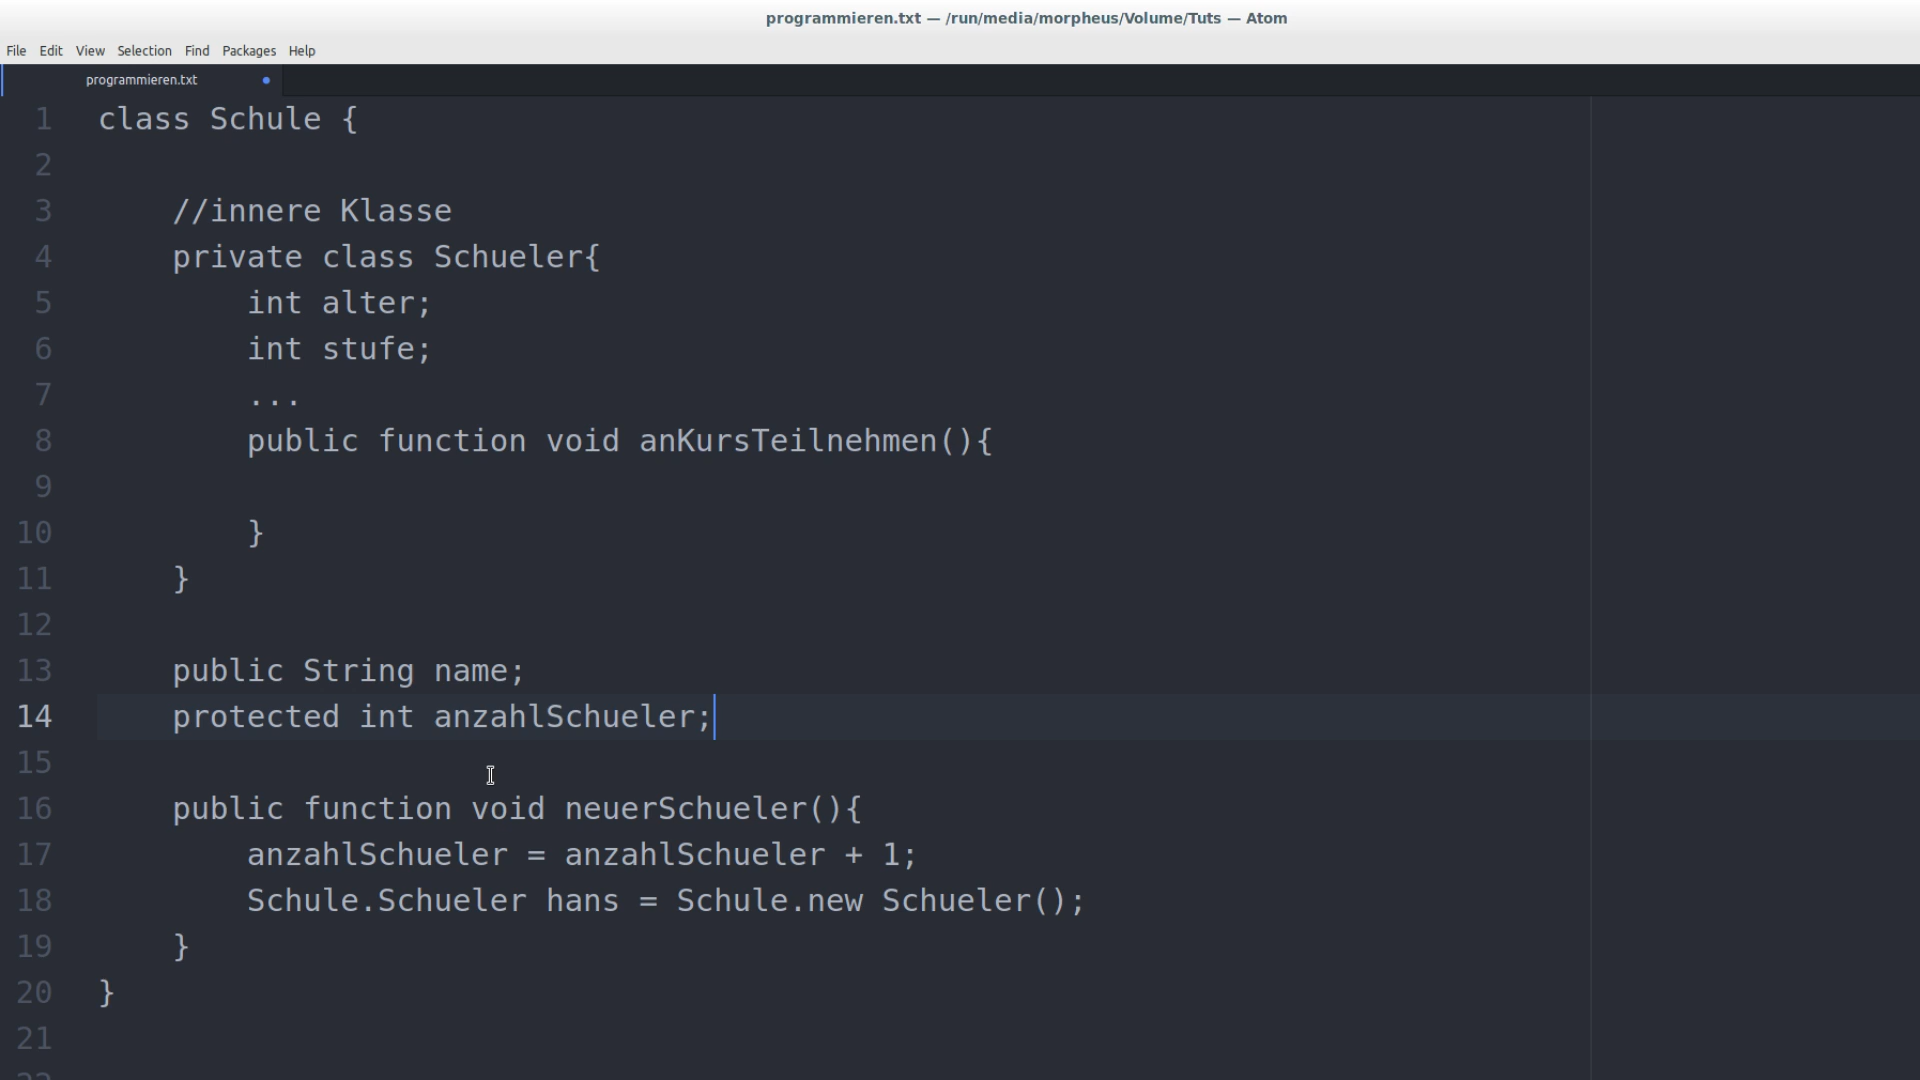 programmieren.txt — /run/media/morpheus/Volume/Tuts — Atom
File Edit View Selection Find Packages Help
programmieren.txt
1 class Schule {
2
3 //innere Klasse
4 private class Schueler{
5 int alter;
6 int stufe;
7 ...
8 public function void anKursTeilnehmen(){
9
10 }
11 }
12
13 public String name;
14 protected int anzahlSchueler;
15
16 public function void neuerSchueler(){
17 anzahlSchueler = anzahlSchueler + 1;
18 Schule.Schueler hans = Schule.new Schueler();
19 }
20 }
21